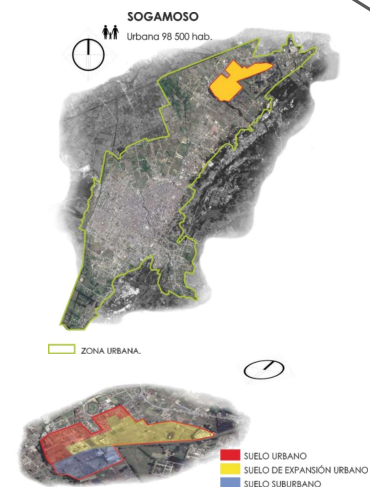 SOGAMOSO
Urbana 98 500 hab.
ZONA URBANA.
SUELO URBANO
SUELO DE EXPANSIÓN URBANO
SUELO SUBURBANO